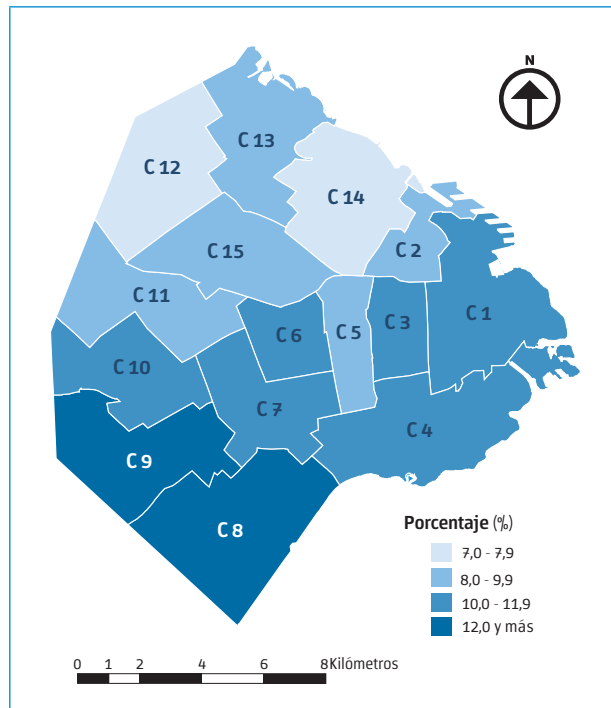 N
C 13
C 12
C 14
C 15
C 2
C 11
C 1
C 5
C 3
C 6
C 10
C 7
C 4
C 9
C 8
Porcentaje (%)
7,0 - 7,9
8,0 - 9,9
10,0 - 11,9
12,0 y más
0 1 2 4 6 8Kilómetros